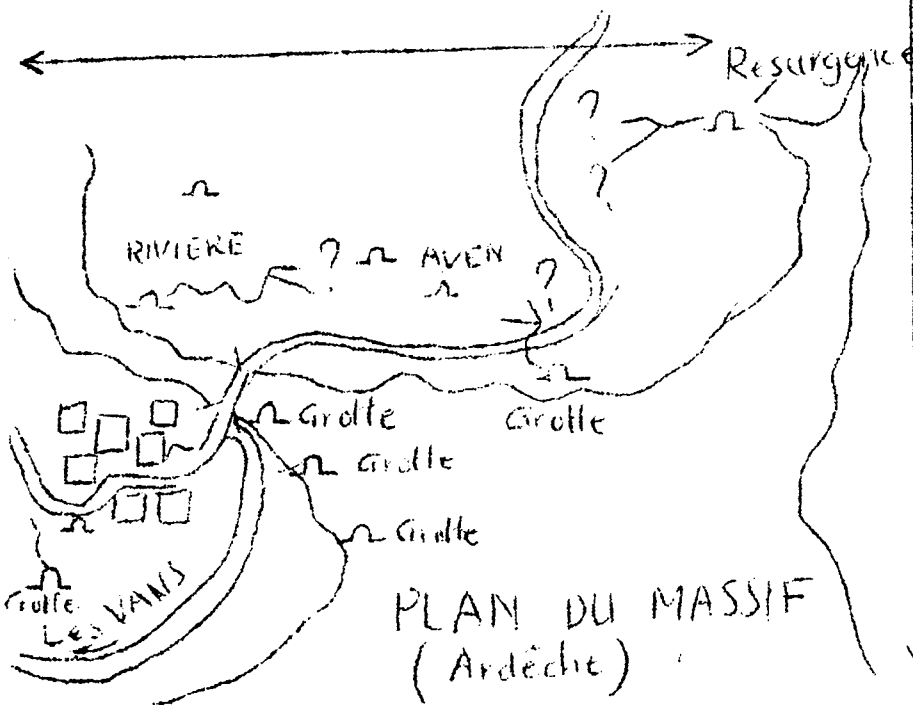 Resurgence
?
?
RIVIERE ? AVEN
?
Grotte
Grotte
Grotte
Grotte
Grotte
LES VANS
PLAN DU MASSIF
(Ardèche)